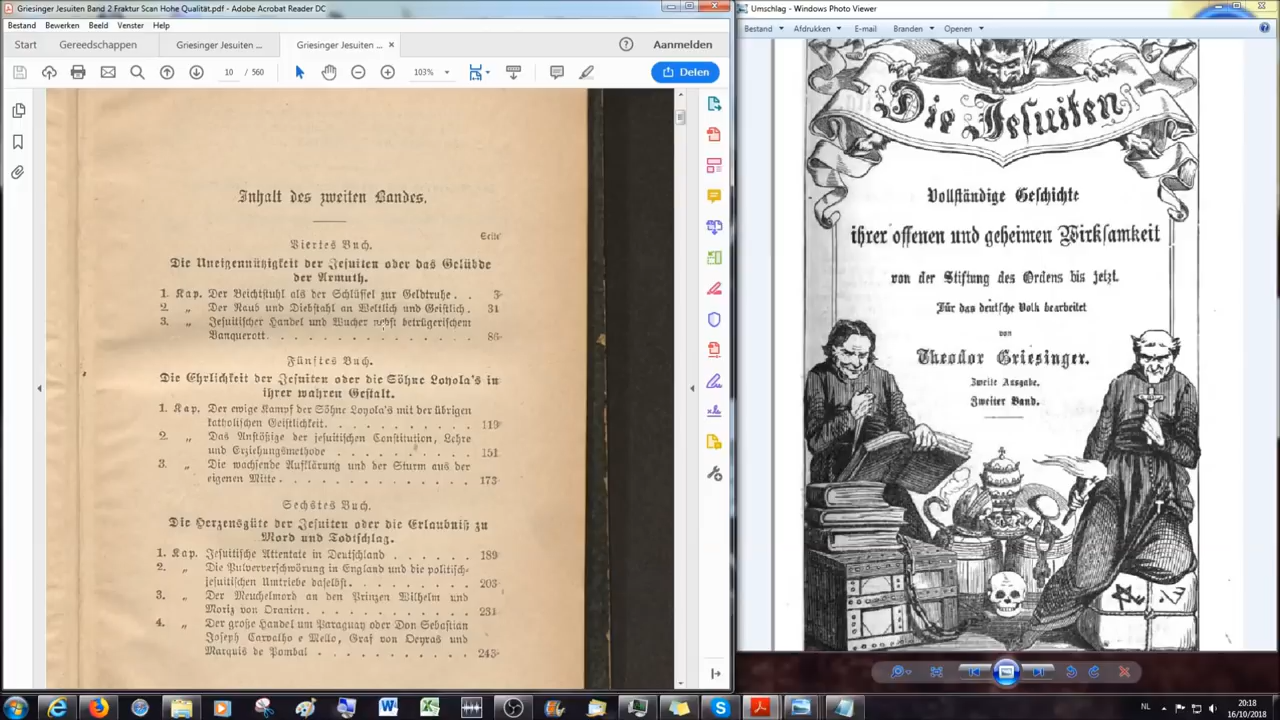 Griesinger Jesuiten Band 2 Fraktur Scan Hohe Qualität.pdf - Adobe Acrobat Reader DC
Bestand Bewerken Beeld Venster Help
Start Gereedschappen Griesinger Jesuiten ... Griesinger Jesuiten ... ×
Aanmelden
10 / 560
103%
Delen
Inhalt des zweiten Bandes.
Seite
Viertes Buch.
Die Uneigennützigkeit der Jesuiten oder das Gelübde
der Armuth.
1. Kap. Der Beichtstuhl als der Schlüssel zur Geldtruhe. . 3
2. „ Der Raub und Diebstahl an Weltlich und Geistlich. 31
3. „ Jesuitischer Handel und Wucher nebst betrügerischem
Banquerott. . . . . . . . . . . . . . . 86
Fünftes Buch.
Die Ehrlichkeit der Jesuiten oder die Söhne Loyola's in
ihrer wahren Gestalt.
1. Kap. Der ewige Kampf der Söhne Loyola's mit der übrigen
katholischen Geistlichkeit. . . . . . . . . . . 119
2. „ Das Anstößige der jesuitischen Constitution, Lehre
und Erziehungsmethode . . . . . . . . . . 151
3. „ Die wachsende Aufklärung und der Sturm aus der
eigenen Mitte. . . . . . . . . . . . . . 173
Sechstes Buch.
Die Herzensgüte der Jesuiten oder die Erlaubniß zu
Mord und Todtschlag.
1. Kap. Jesuitische Attentate in Deutschland . . . . . . 189
2. „ Die Pulververschwörung in England und die politisch-
jesuitischen Umtriebe daselbst. . . . . . . . . 203
3. „ Der Meuchelmord an den Prinzen Wilhelm und
Moriz von Oranien. . . . . . . . . . . . 231
4. „ Der große Handel um Paraguay oder Don Sebastian
Joseph Carvalho e Mello, Graf von Oeyras und
Marquis de Pombal . . . . . . . . . . . 243
Umschlag - Windows Photo Viewer
Bestand Afdrukken E-mail Branden Openen
Die Jesuiten
Vollständige Geschichte
ihrer offenen und geheimen Wirksamkeit
von der Stiftung des Ordens bis jetzt.
Für das deutsche Volk bearbeitet
von
Theodor Griesinger.
Zweite Ausgabe.
Zweiter Band.
NL
20:18
16/10/2018